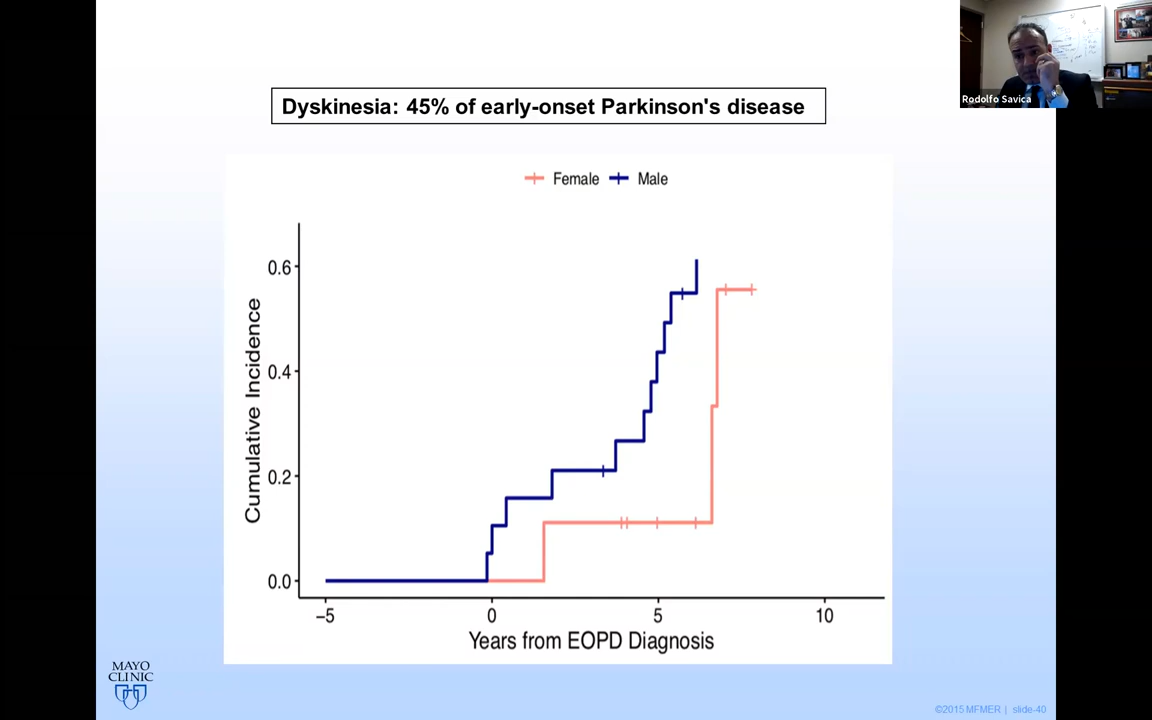 Rodolfo Savica
Dyskinesia: 45% of early-onset Parkinson's disease
Female Male
0.6
0.4
0.2
0.0
Cumulative Incidence
−5 0 5 10
Years from EOPD Diagnosis
MAYO
CLINIC
©2015 MFMER | slide-40